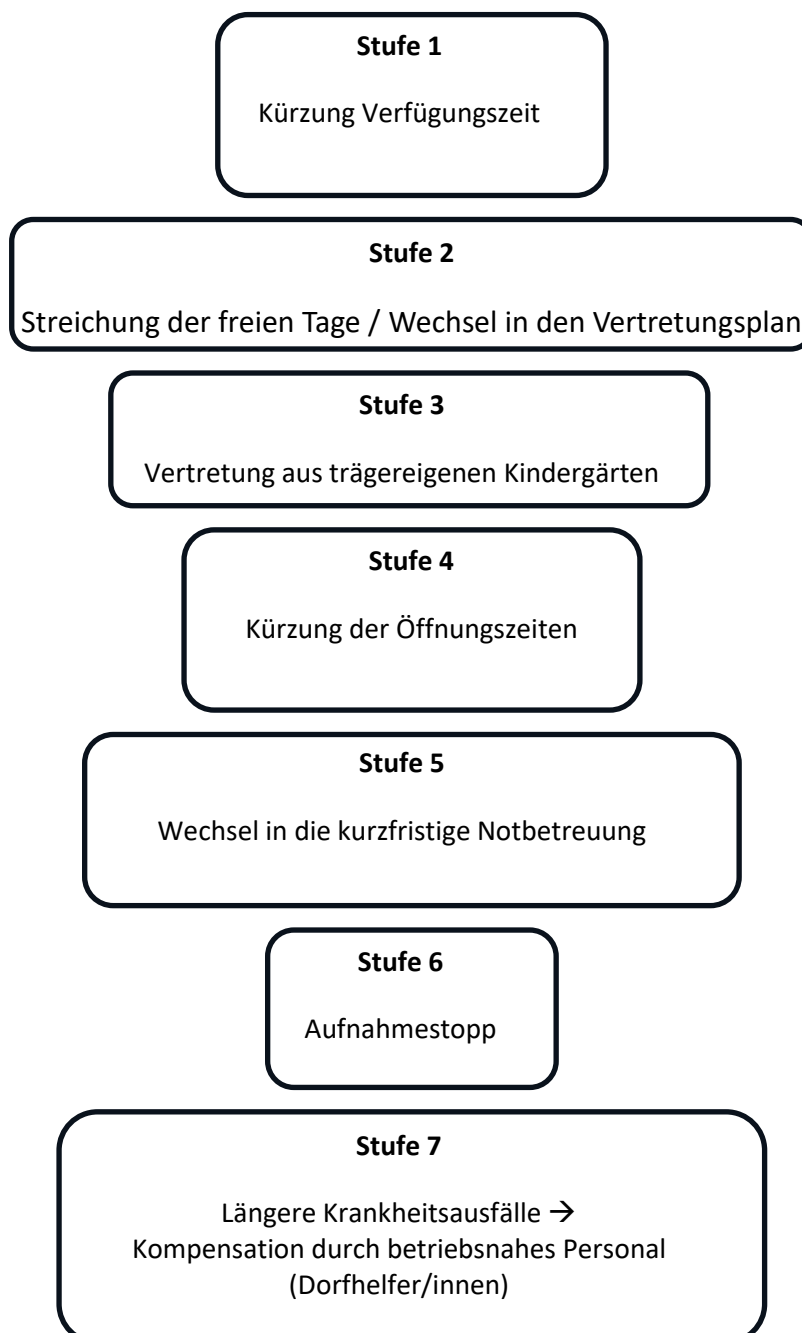 Stufe 1
Kürzung Verfügungszeit
Stufe 2
Streichung der freien Tage / Wechsel in den Vertretungsplan
Stufe 3
Vertretung aus trägereigenen Kindergärten
Stufe 4
Kürzung der Öffnungszeiten
Stufe 5
Wechsel in die kurzfristige Notbetreuung
Stufe 6
Aufnahmestopp
Stufe 7
Längere Krankheitsausfälle →
Kompensation durch betriebsnahes Personal
(Dorfhelfer/innen)